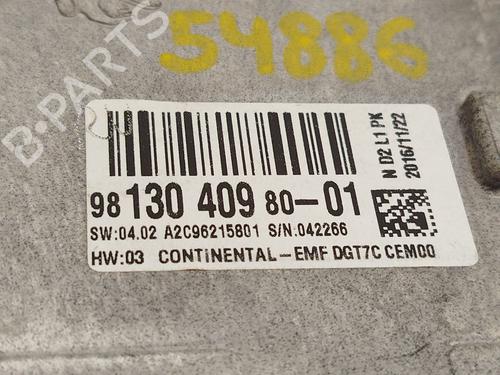 B-PARTS
54886
98 130 409 80-01
N D2 L1 PK
2016/11/22
SW:04.02 A2C96215801 S/N.042266
HW:03 CONTINENTAL-EMF DGT7C CEM00